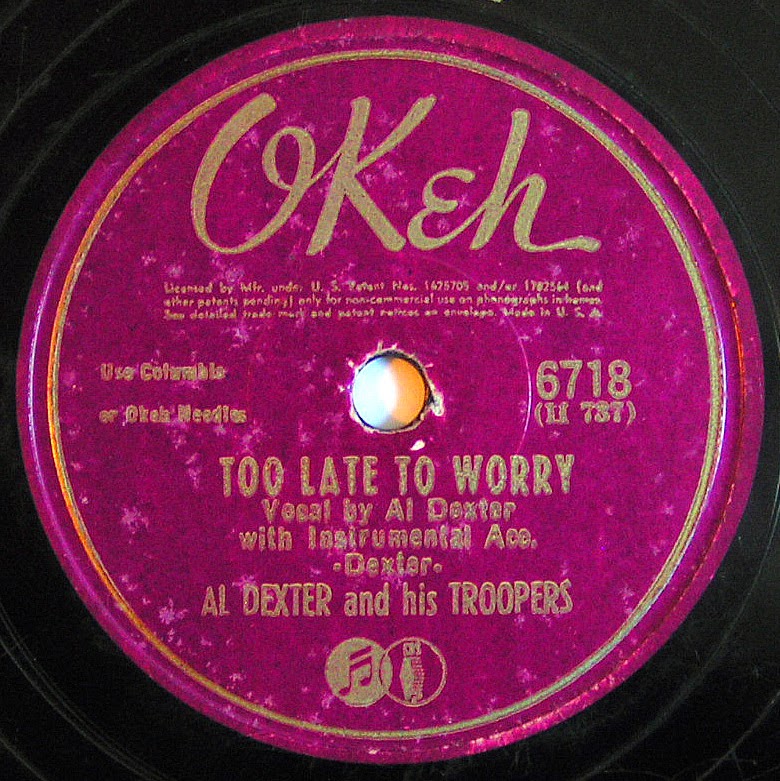 OKeh
Licensed by Mfr. under U. S. Patent Nos. 1625705 and/or 1702564 (and
other patents pending) only for non-commercial use on phonographs in homes.
See detailed trade mark and patent notices on envelope. Made in U. S. A.
Use Columbia
or Okeh Needles
6718
(H 737)
TOO LATE TO WORRY
Vocal by Al Dexter
with Instrumental Acc.
-Dexter-
AL DEXTER and his TROOPERS